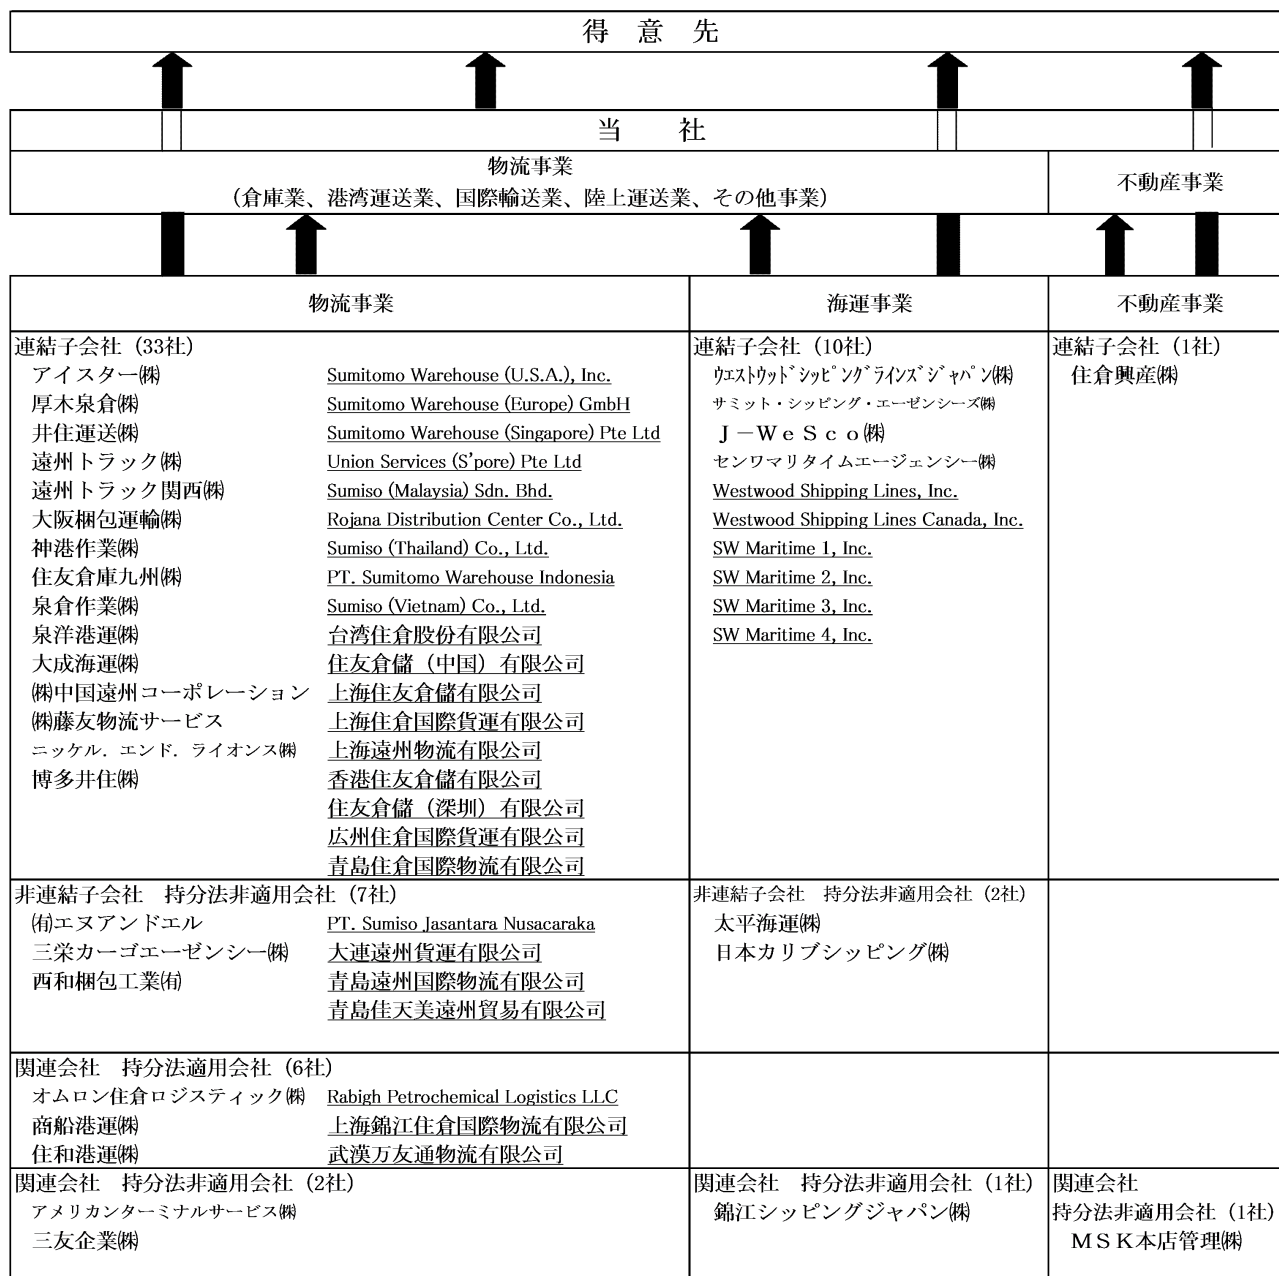 得　意　先
当　　社
物流事業
（倉庫業、港湾運送業、国際輸送業、陸上運送業、その他事業）
不動産事業
物流事業
海運事業
不動産事業
連結子会社（33社）
アイスター㈱
厚木泉倉㈱
井住運送㈱
遠州トラック㈱
遠州トラック関西㈱
大阪梱包運輸㈱
神港作業㈱
住友倉庫九州㈱
泉倉作業㈱
泉洋港運㈱
大成海運㈱
㈱中国遠州コーポレーション
㈱藤友物流サービス
ニッケル．エンド．ライオンス㈱
博多井住㈱
Sumitomo Warehouse (U.S.A.), Inc.
Sumitomo Warehouse (Europe) GmbH
Sumitomo Warehouse (Singapore) Pte Ltd
Union Services (S'pore) Pte Ltd
Sumiso (Malaysia) Sdn. Bhd.
Rojana Distribution Center Co., Ltd.
Sumiso (Thailand) Co., Ltd.
PT. Sumitomo Warehouse Indonesia
Sumiso (Vietnam) Co., Ltd.
台湾住倉股份有限公司
住友倉儲（中国）有限公司
上海住友倉儲有限公司
上海住倉国際貨運有限公司
上海遠州物流有限公司
香港住友倉儲有限公司
住友倉儲（深圳）有限公司
広州住倉国際貨運有限公司
青島住倉国際物流有限公司
連結子会社（10社）
ｳｴｽﾄｳｯﾄﾞｼｯﾋﾟﾝｸﾞﾗｲﾝｽﾞｼﾞｬﾊﾟﾝ㈱
サミット・シッピング・エーゼンシーズ㈱
Ｊ－ＷｅＳｃｏ㈱
センワマリタイムエージェンシー㈱
Westwood Shipping Lines, Inc.
Westwood Shipping Lines Canada, Inc.
SW Maritime 1, Inc.
SW Maritime 2, Inc.
SW Maritime 3, Inc.
SW Maritime 4, Inc.
連結子会社（1社）
住倉興産㈱
非連結子会社　持分法非適用会社（7社）
㈲エヌアンドエル
三栄カーゴエーゼンシー㈱
西和梱包工業㈲
PT. Sumiso Jasantara Nusacaraka
大連遠州貨運有限公司
青島遠州国際物流有限公司
青島佳天美遠州貿易有限公司
非連結子会社　持分法非適用会社（2社）
太平海運㈱
日本カリブシッピング㈱
関連会社　持分法適用会社（6社）
オムロン住倉ロジスティック㈱
商船港運㈱
住和港運㈱
Rabigh Petrochemical Logistics LLC
上海錦江住倉国際物流有限公司
武漢万友通物流有限公司
関連会社　持分法非適用会社（2社）
アメリカンターミナルサービス㈱
三友企業㈱
関連会社　持分法非適用会社（1社）
錦江シッピングジャパン㈱
関連会社
持分法非適用会社（1社）
ＭＳＫ本店管理㈱